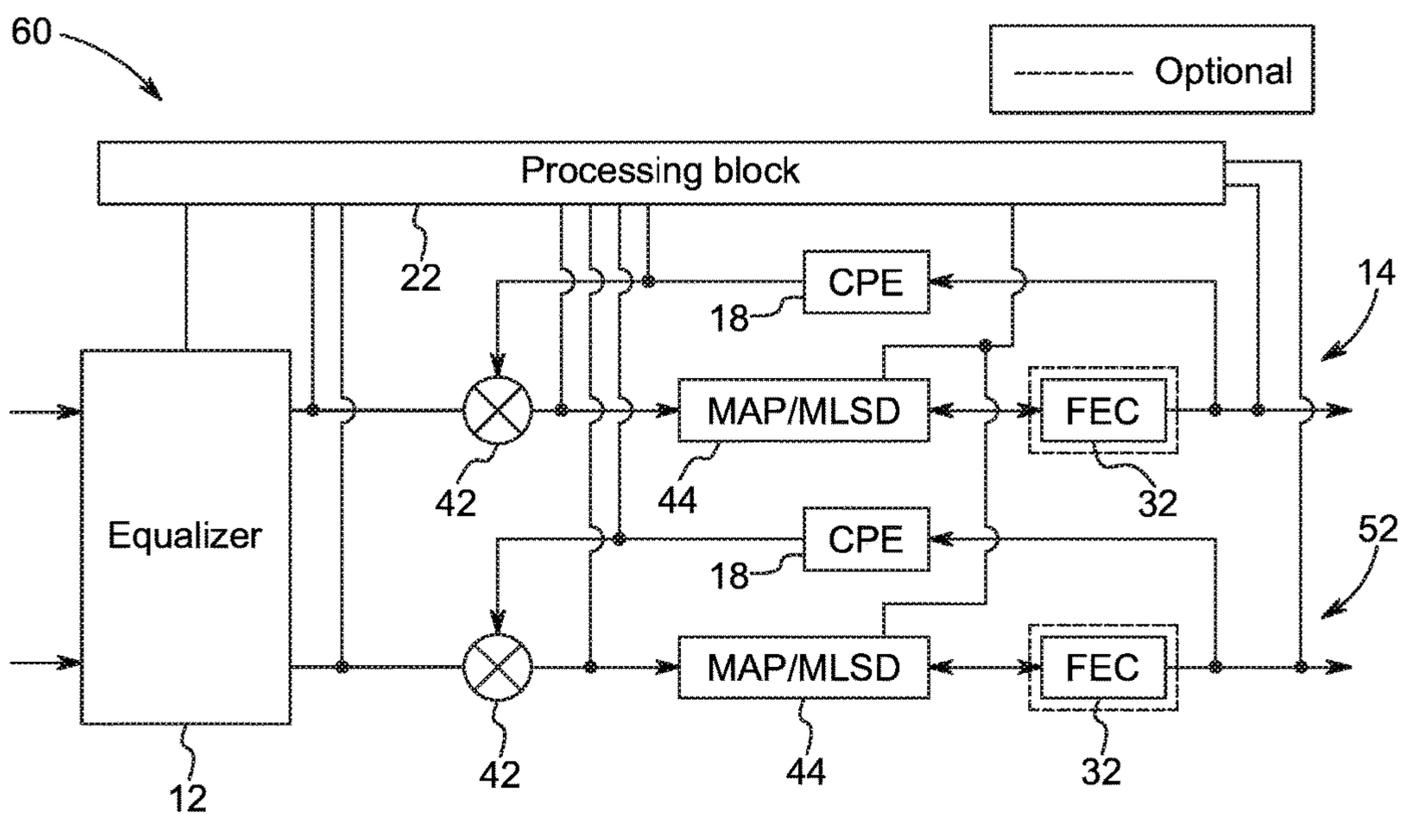 60
Optional
Processing block
22
CPE
18
14
MAP/MLSD
FEC
42
44
32
Equalizer
CPE
18
52
MAP/MLSD
FEC
12
42
44
32